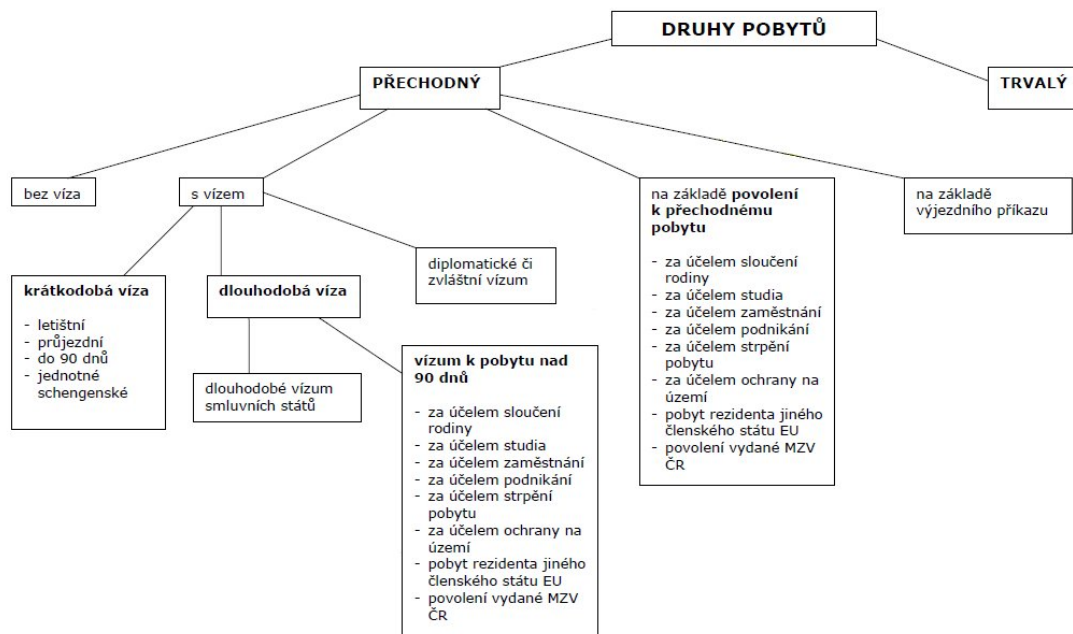 DRUHY POBYTŮ
PŘECHODNÝ
TRVALÝ
bez víza
s vízem
na základě povolení
k přechodnému
pobytu
- za účelem sloučení
rodiny
- za účelem studia
- za účelem zaměstnání
- za účelem podnikání
- za účelem strpění
pobytu
- za účelem ochrany na
území
- pobyt rezidenta jiného
členského státu EU
- povolení vydané MZV
ČR
na základě
výjezdního příkazu
krátkodobá víza
- letištní
- průjezdní
- do 90 dnů
- jednotné
schengenské
dlouhodobá víza
diplomatické či
zvláštní vízum
dlouhodobé vízum
smluvních států
vízum k pobytu nad
90 dnů
- za účelem sloučení
rodiny
- za účelem studia
- za účelem zaměstnání
- za účelem podnikání
- za účelem strpění
pobytu
- za účelem ochrany na
území
- pobyt rezidenta jiného
členského státu EU
- povolení vydané MZV
ČR